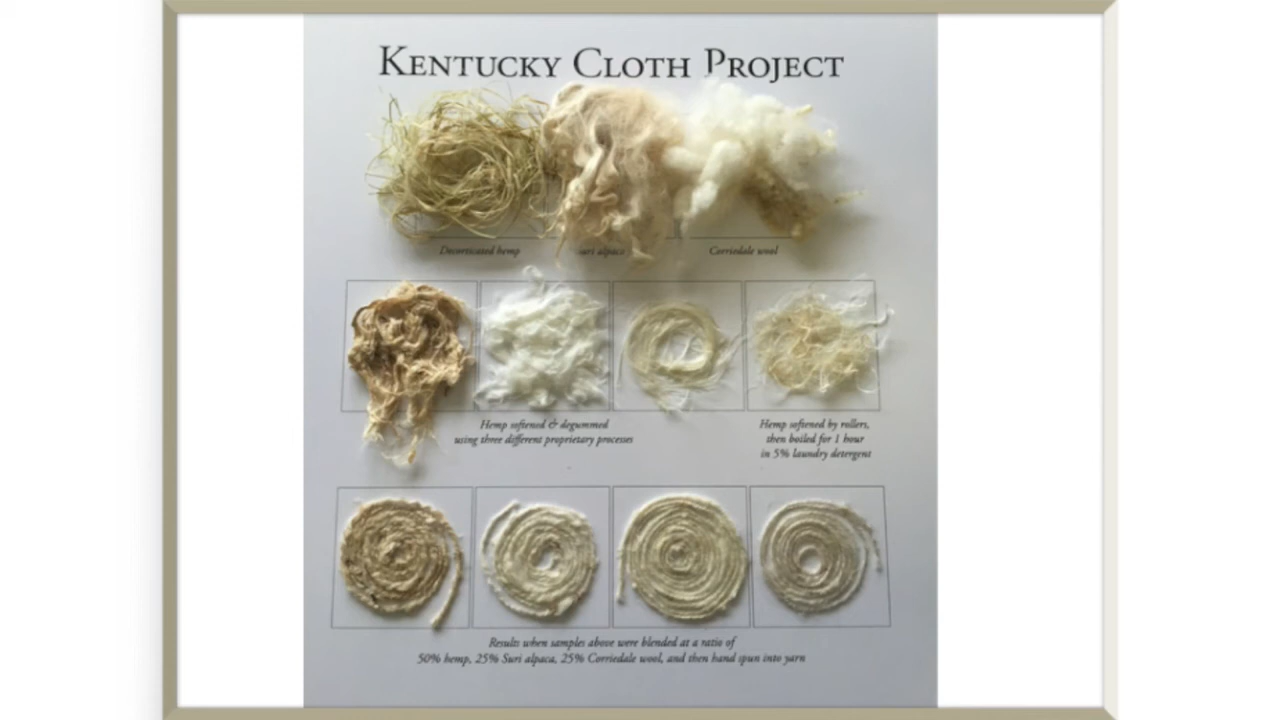 KENTUCKY CLOTH PROJECT
Decorticated hemp
alpaca
Corriedale wool
Hemp softened & degummed
using three different proprietary processes
Hemp softened by rollers,
then boiled for 1 hour
in 5% laundry detergent
Results when samples above were blended at a ratio of
50% hemp, 25% Suri alpaca, 25% Corriedale wool, and then hand spun into yarn